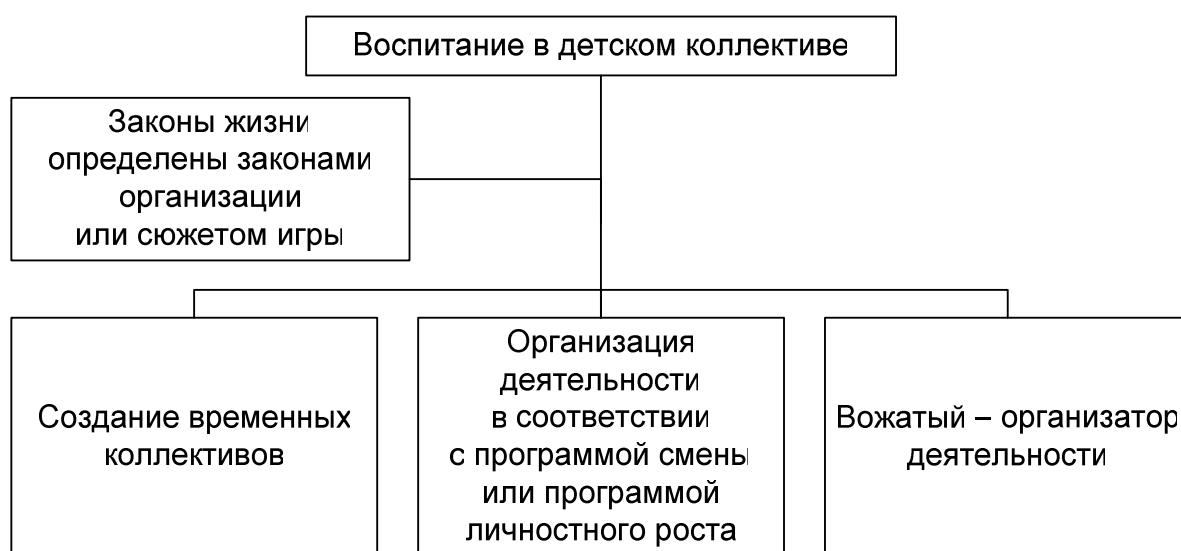 Воспитание в детском коллективе
Законы жизни
определены законами
организации
или сюжетом игры
Создание временных
коллективов
Организация
деятельности
в соответствии
с программой смены
или программой
личностного роста
Вожатый – организатор
деятельности